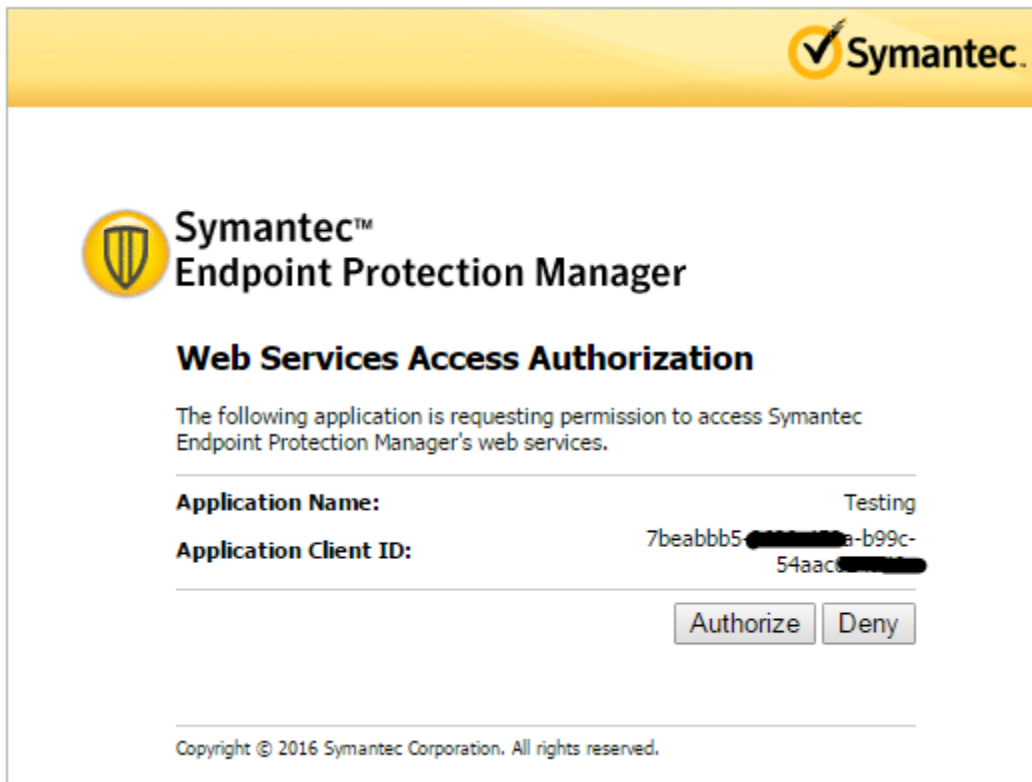 Symantec.
Symantec™
Endpoint Protection Manager
Web Services Access Authorization
The following application is requesting permission to access Symantec
Endpoint Protection Manager's web services.
Application Name: Testing
Application Client ID: 7beabbb5- a-b99c-
54aac
Authorize Deny
Copyright © 2016 Symantec Corporation. All rights reserved.